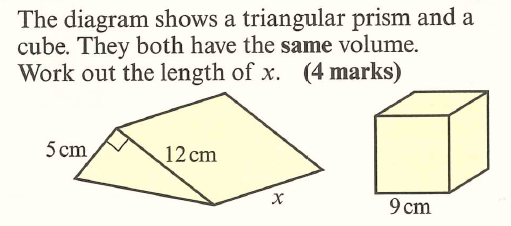 The diagram shows a triangular prism and a
cube. They both have the same volume.
Work out the length of x. (4 marks)
5 cm
12 cm
x
9 cm